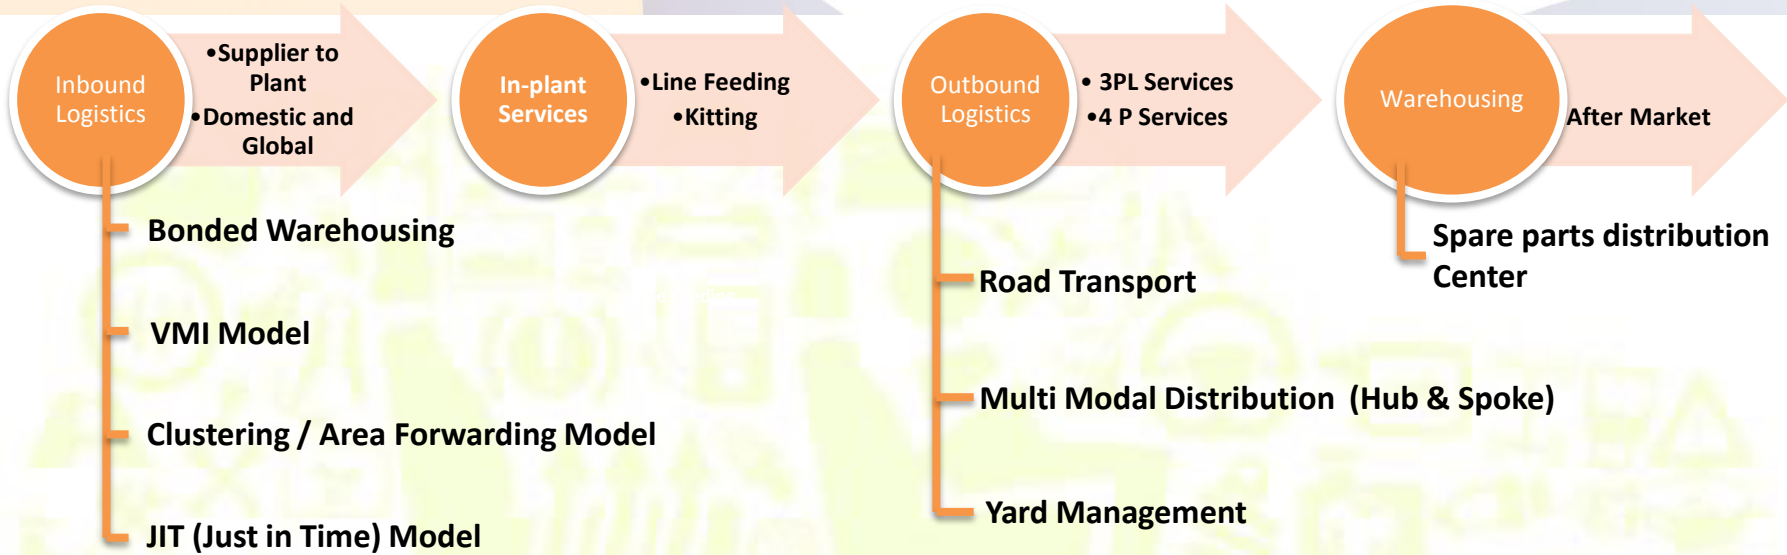 Inbound
Logistics
•Supplier to
Plant
•Domestic and
Global
In-plant
Services
•Line Feeding
•Kitting
Outbound
Logistics
• 3PL Services
•4 P Services
Warehousing
After Market
Bonded Warehousing
VMI Model
Clustering / Area Forwarding Model
JIT (Just in Time) Model
Road Transport
Multi Modal Distribution (Hub & Spoke)
Yard Management
Spare parts distribution
Center